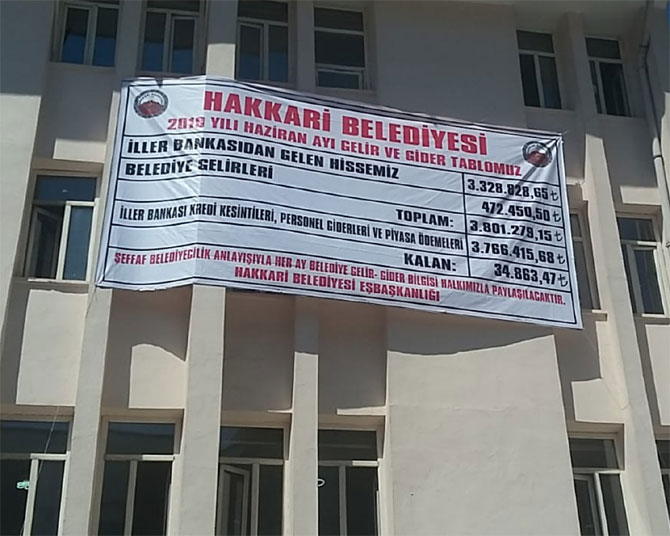 HAKKARİ BELEDİYESİ
2019 YILI HAZİRAN AYI GELİR VE GİDER TABLOMUZ
İLLER BANKASIDAN GELEN HİSSEMİZ 3.328.828,65₺
BELEDİYE GELİRLERİ 472.450,50₺
TOPLAM: 3.801.279,15₺
İLLER BANKASI KREDİ KESİNTİLERİ, PERSONEL GİDERLERİ VE PİYASA ÖDEMELERİ 3.766.415,68₺
KALAN: 34.863,47₺
ŞEFFAF BELEDİYECİLİK ANLAYIŞIYLA HER AY BELEDİYE GELİR- GİDER BİLGİSİ HALKIMIZLA PAYLAŞILACAKTIR.
HAKKARİ BELEDİYESİ EŞBAŞKANLIĞI